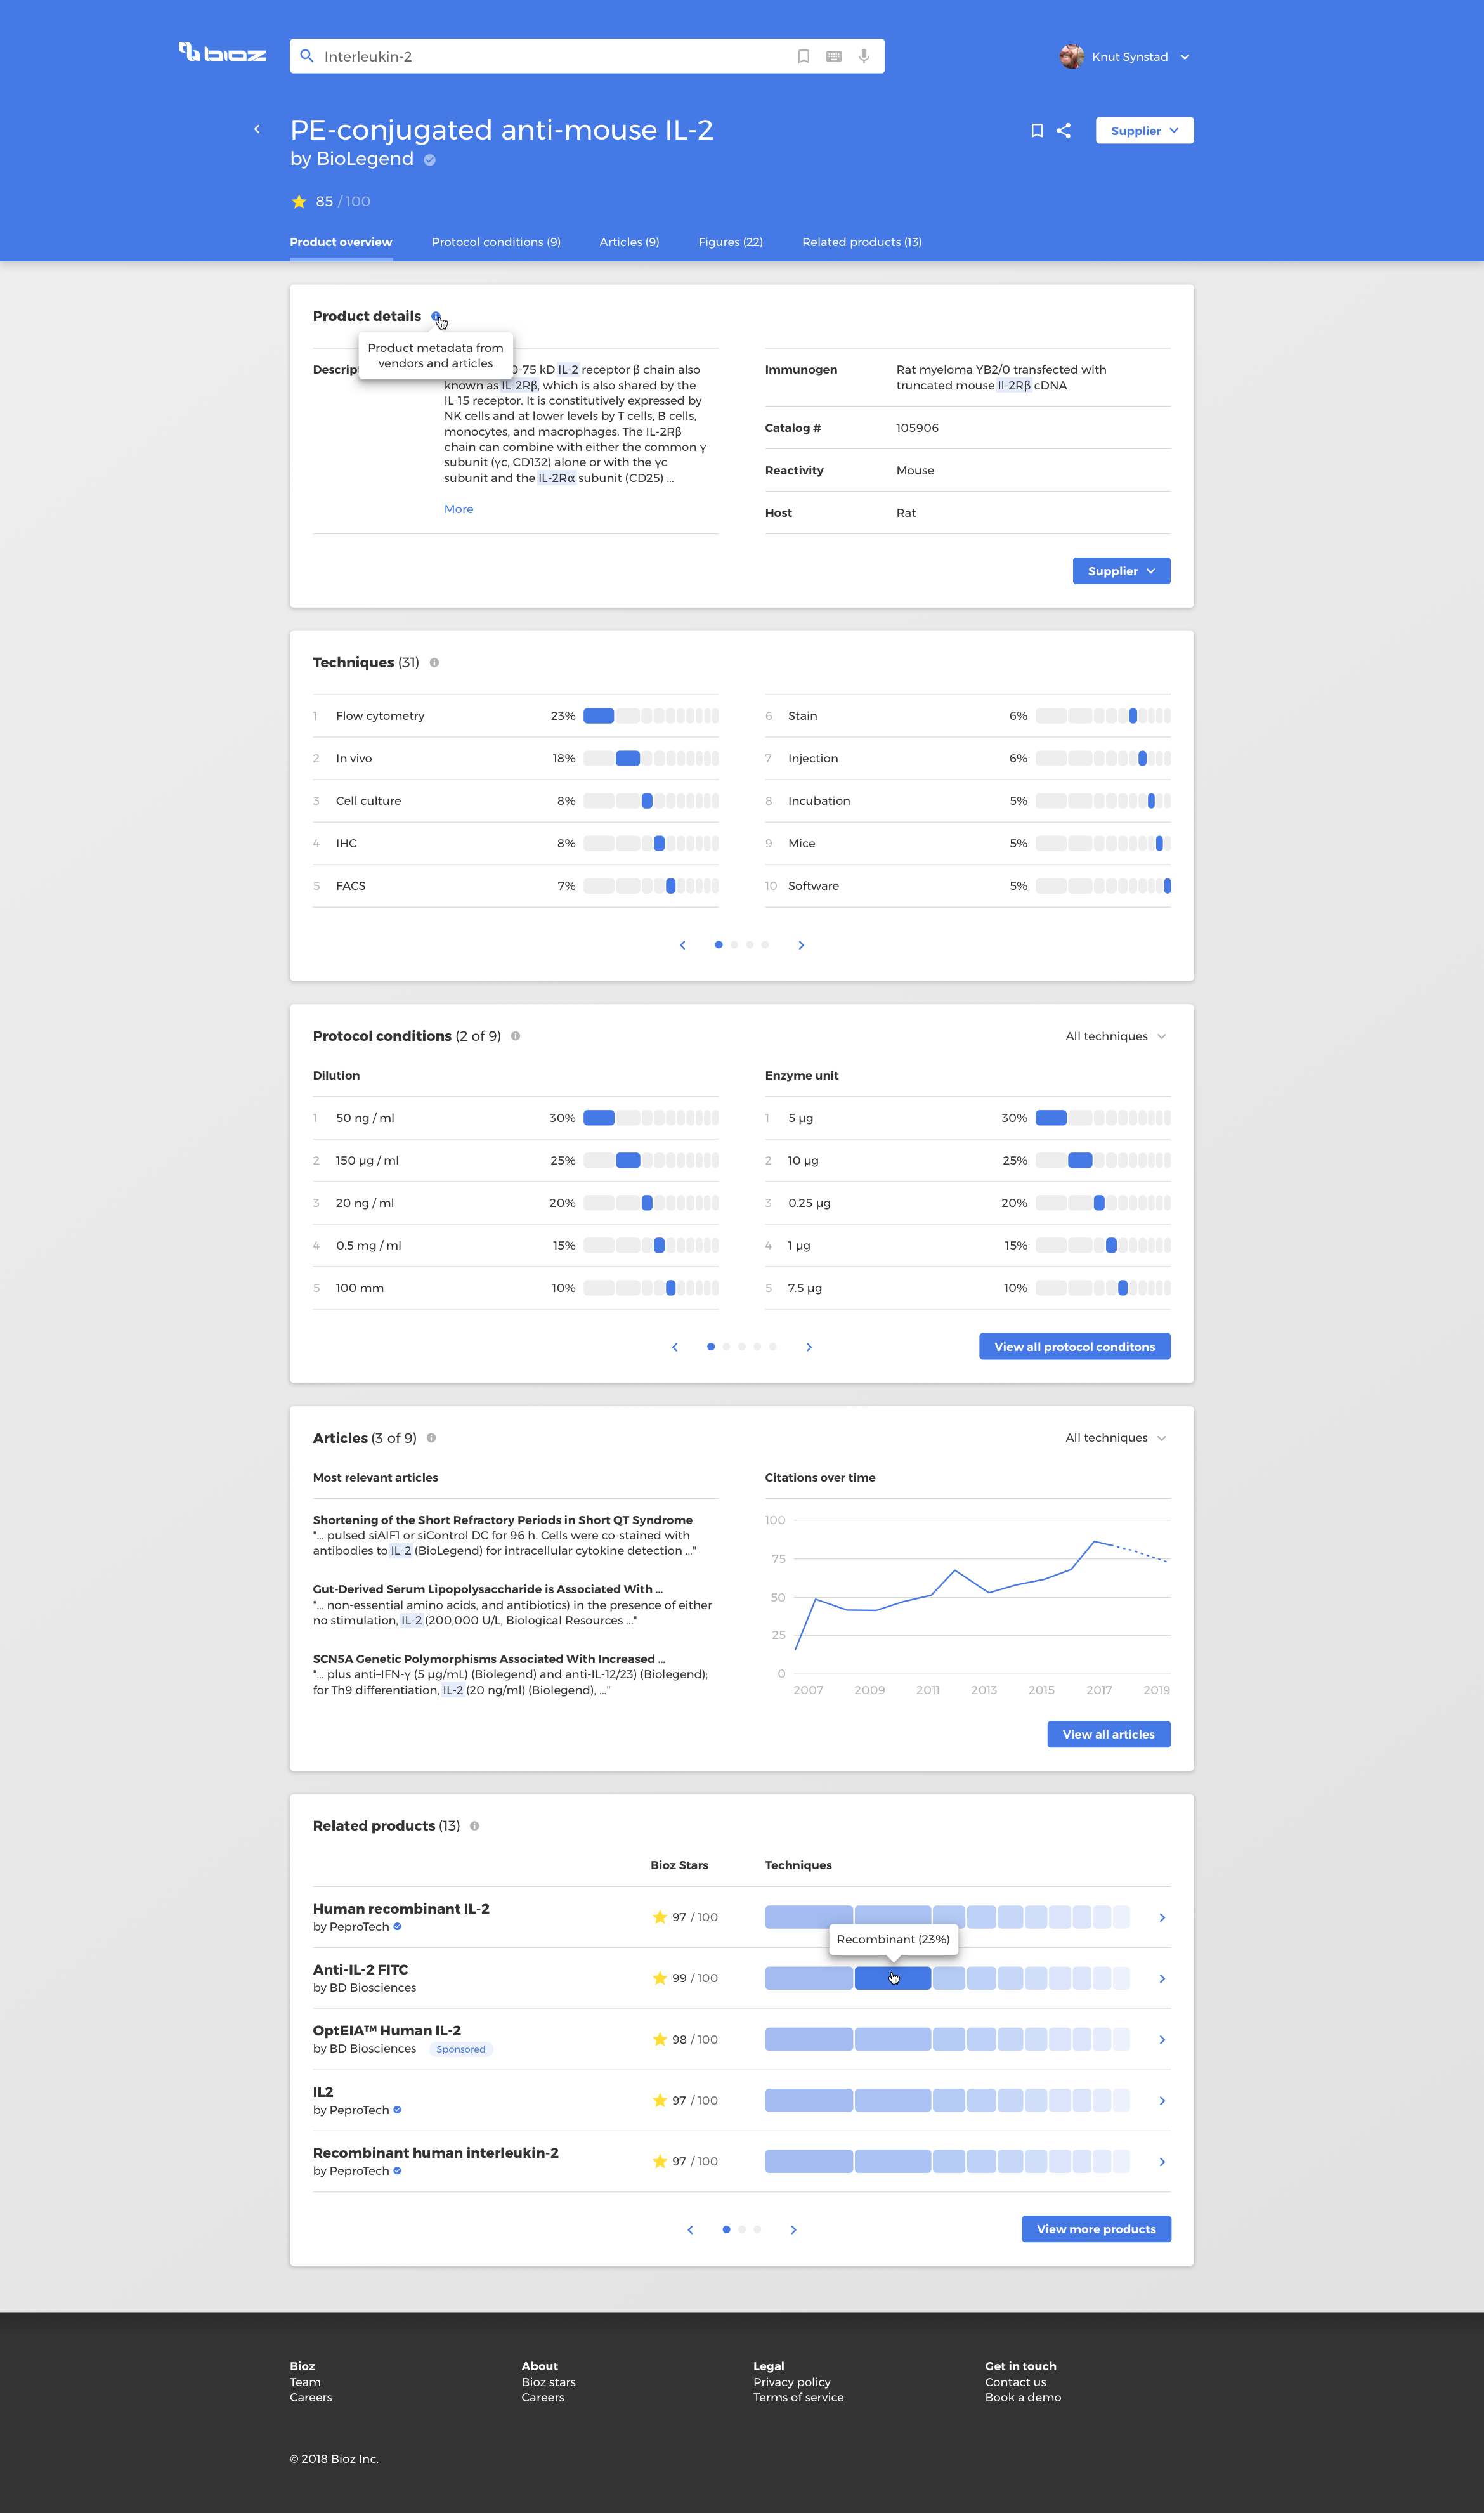 bioz
Interleukin-2
Knut Synstad
PE-conjugated anti-mouse IL-2
by BioLegend
85 / 100
Supplier
Product overview
Protocol conditions (9)
Articles (9)
Figures (22)
Related products (13)
Product details
Product metadata from
vendors and articles
Descrip
0-75 kD IL-2 receptor β chain also
known as IL-2Rβ, which is also shared by the
IL-15 receptor. It is constitutively expressed by
NK cells and at lower levels by T cells, B cells,
monocytes, and macrophages. The IL-2Rβ
chain can combine with either the common γ
subunit (γc, CD132) alone or with the γc
subunit and the IL-2Rα subunit (CD25) ...
More
Immunogen
Rat myeloma YB2/0 transfected with
truncated mouse Il-2Rβ cDNA
Catalog #
105906
Reactivity
Mouse
Host
Rat
Supplier
Techniques (31)
1 Flow cytometry 23%
2 In vivo 18%
3 Cell culture 8%
4 IHC 8%
5 FACS 7%
6 Stain 6%
7 Injection 6%
8 Incubation 5%
9 Mice 5%
10 Software 5%
Protocol conditions (2 of 9)
All techniques
Dilution
1 50 ng / ml 30%
2 150 µg / ml 25%
3 20 ng / ml 20%
4 0.5 mg / ml 15%
5 100 mm 10%
Enzyme unit
1 5 µg 30%
2 10 µg 25%
3 0.25 µg 20%
4 1 µg 15%
5 7.5 µg 10%
View all protocol conditons
Articles (3 of 9)
All techniques
Most relevant articles
Shortening of the Short Refractory Periods in Short QT Syndrome
"... pulsed siAIF1 or siControl DC for 96 h. Cells were co-stained with
antibodies to IL-2 (BioLegend) for intracellular cytokine detection ..."
Gut-Derived Serum Lipopolysaccharide is Associated With ...
"... non-essential amino acids, and antibiotics) in the presence of either
no stimulation, IL-2 (200,000 U/L, Biological Resources ..."
SCN5A Genetic Polymorphisms Associated With Increased ...
"... plus anti–IFN-γ (5 µg/mL) (Biolegend) and anti-IL-12/23) (Biolegend);
for Th9 differentiation, IL-2 (20 ng/ml) (Biolegend), ..."
Citations over time
100
75
50
25
0
2007 2009 2011 2013 2015 2017 2019
View all articles
Related products (13)
Bioz Stars
Techniques
Human recombinant IL-2
by PeproTech
97 / 100
Recombinant (23%)
Anti-IL-2 FITC
by BD Biosciences
99 / 100
OptEIA™ Human IL-2
by BD Biosciences
Sponsored
98 / 100
IL2
by PeproTech
97 / 100
Recombinant human interleukin-2
by PeproTech
97 / 100
View more products
Bioz
Team
Careers
About
Bioz stars
Careers
Legal
Privacy policy
Terms of service
Get in touch
Contact us
Book a demo
© 2018 Bioz Inc.